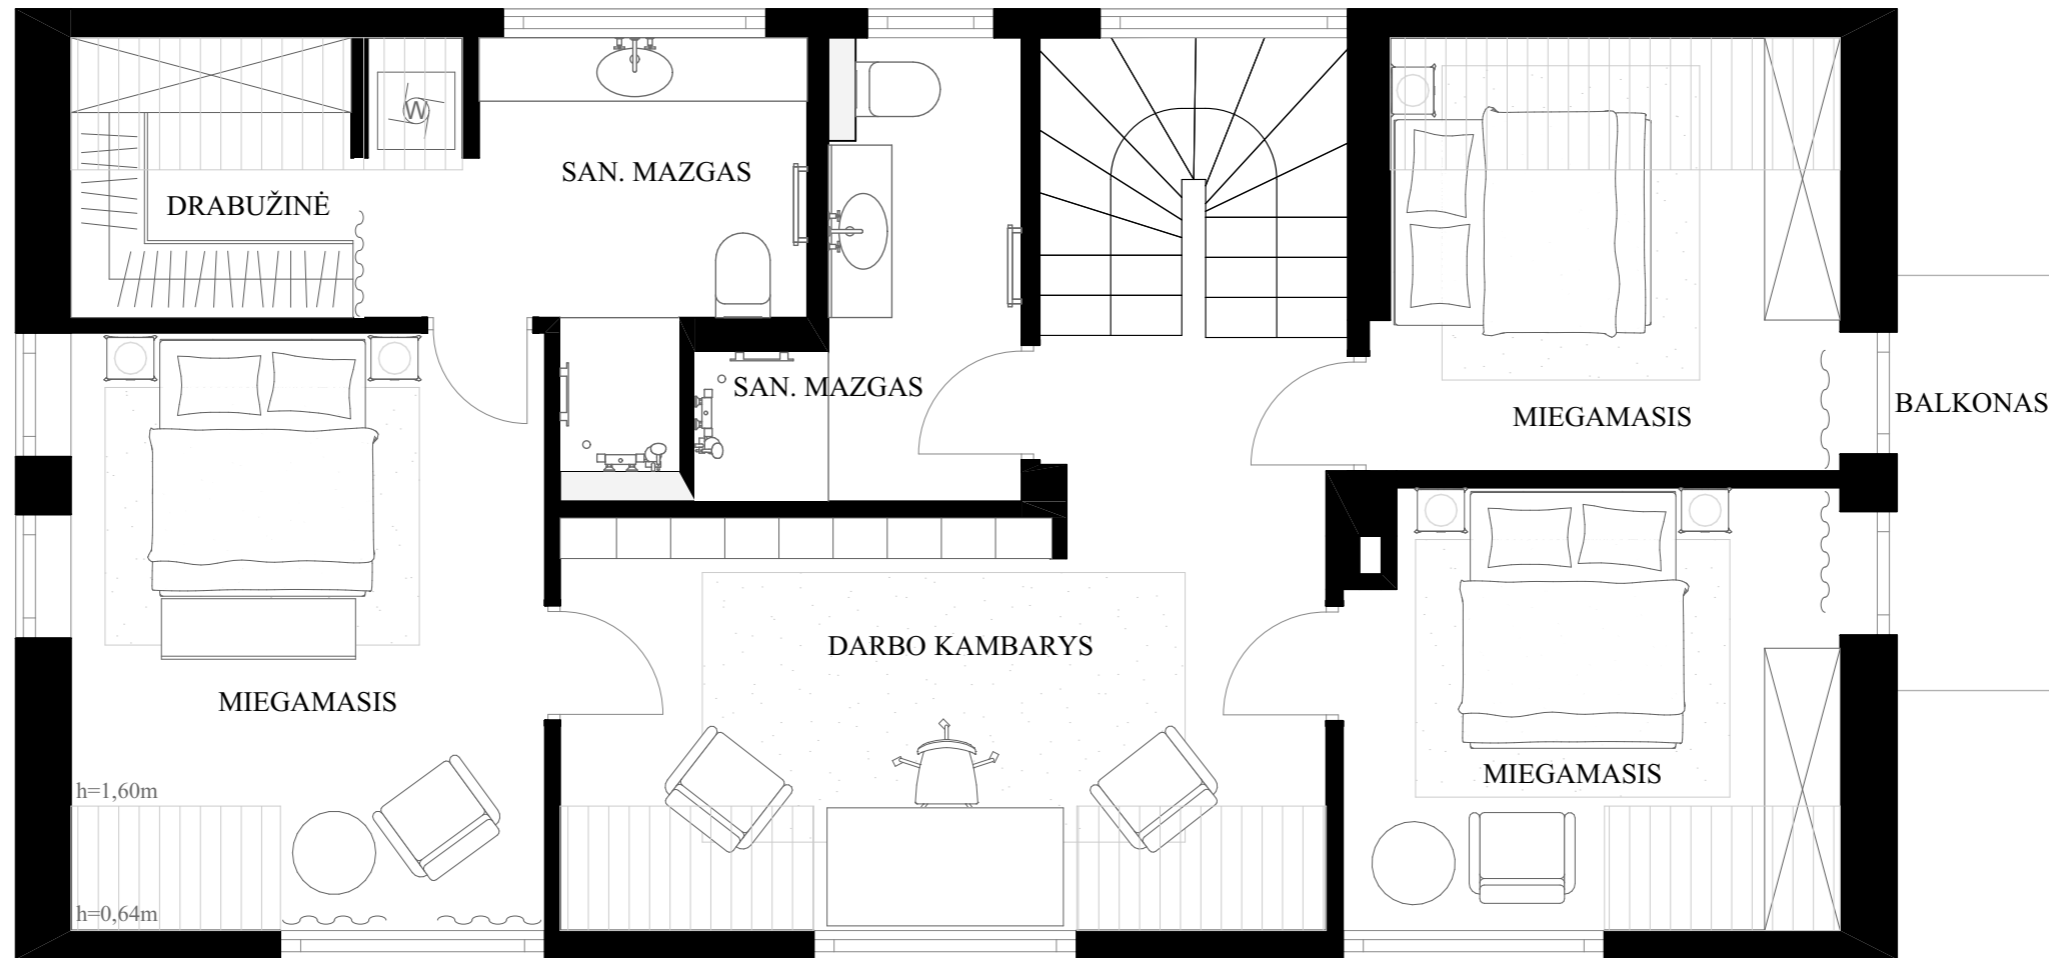 W
SAN. MAZGAS
DRABUŽINĖ
SAN. MAZGAS
BALKONAS
MIEGAMASIS
DARBO KAMBARYS
MIEGAMASIS
MIEGAMASIS
h=1,60m
h=0,64m